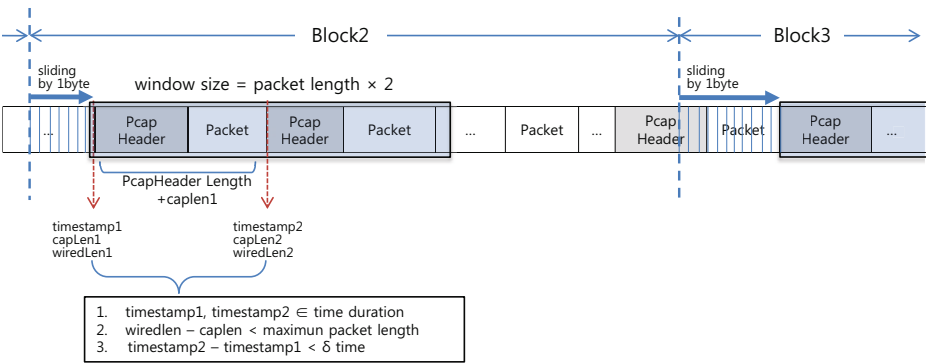 Block2
Block3
sliding
by 1byte
window size = packet length × 2
sliding
by 1byte
...
Pcap
Header
Packet
Pcap
Header
Packet
...
Packet
...
Pcap
Header
Packet
Pcap
Header
...
PcapHeader Length
+caplen1
timestamp1
capLen1
wiredLen1
timestamp2
capLen2
wiredLen2
1. timestamp1, timestamp2 ∈ time duration
2. wiredlen – caplen < maximun packet length
3. timestamp2 – timestamp1 < δ time